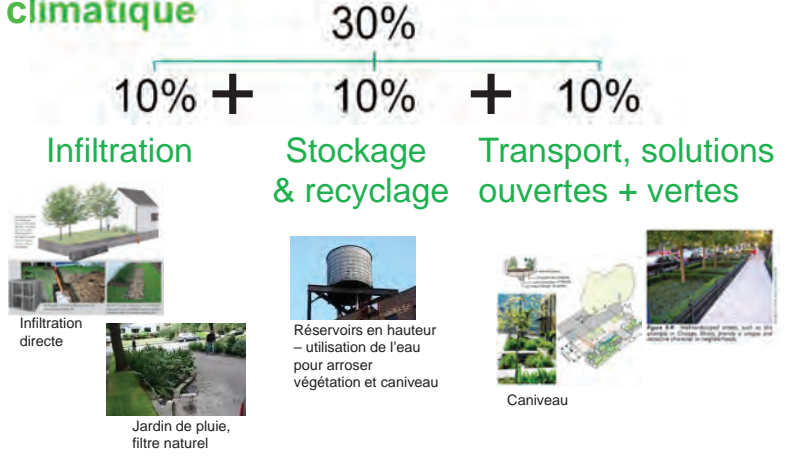 climatique
30%
10% + 10% + 10%
Infiltration
Stockage
& recyclage
Transport, solutions
ouvertes + vertes
Infiltration
directe
Jardin de pluie,
filtre naturel
Réservoirs en hauteur
– utilisation de l'eau
pour arroser
végétation et caniveau
Caniveau